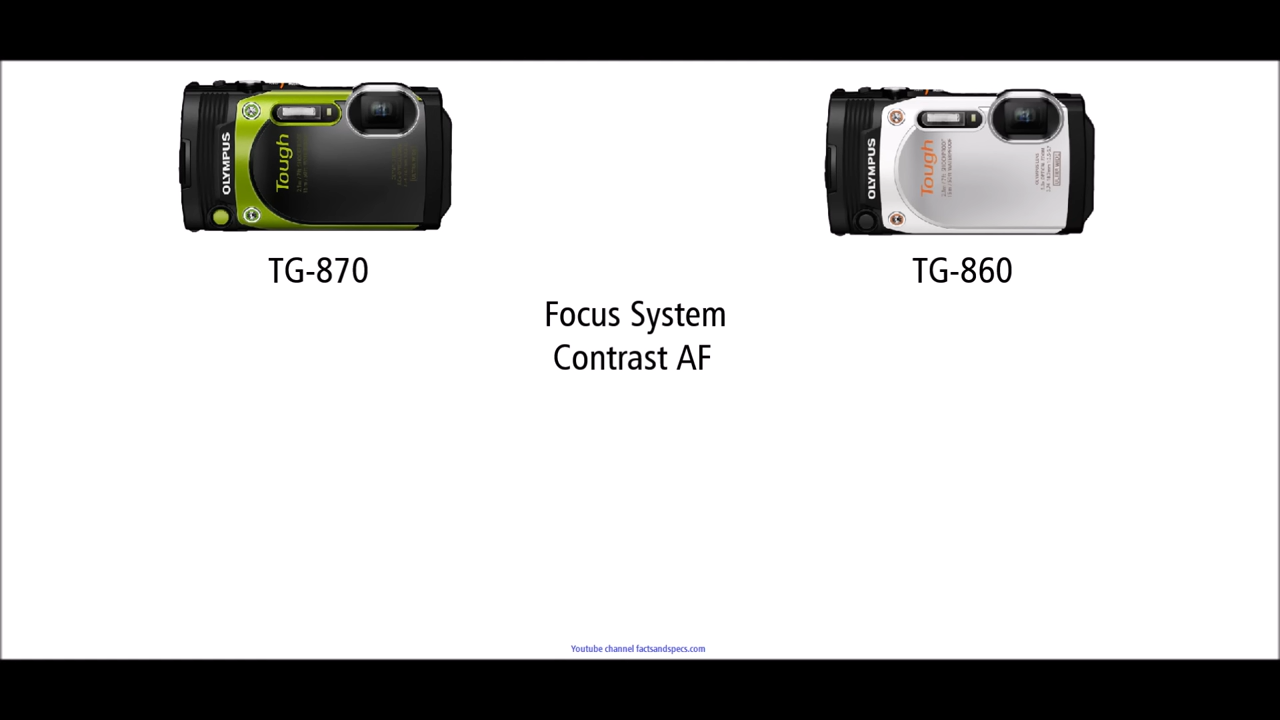 OLYMPUS
Tough
OLYMPUS
Tough
TG-870
TG-860
Focus System
Contrast AF
Youtube channel factsandspecs.com